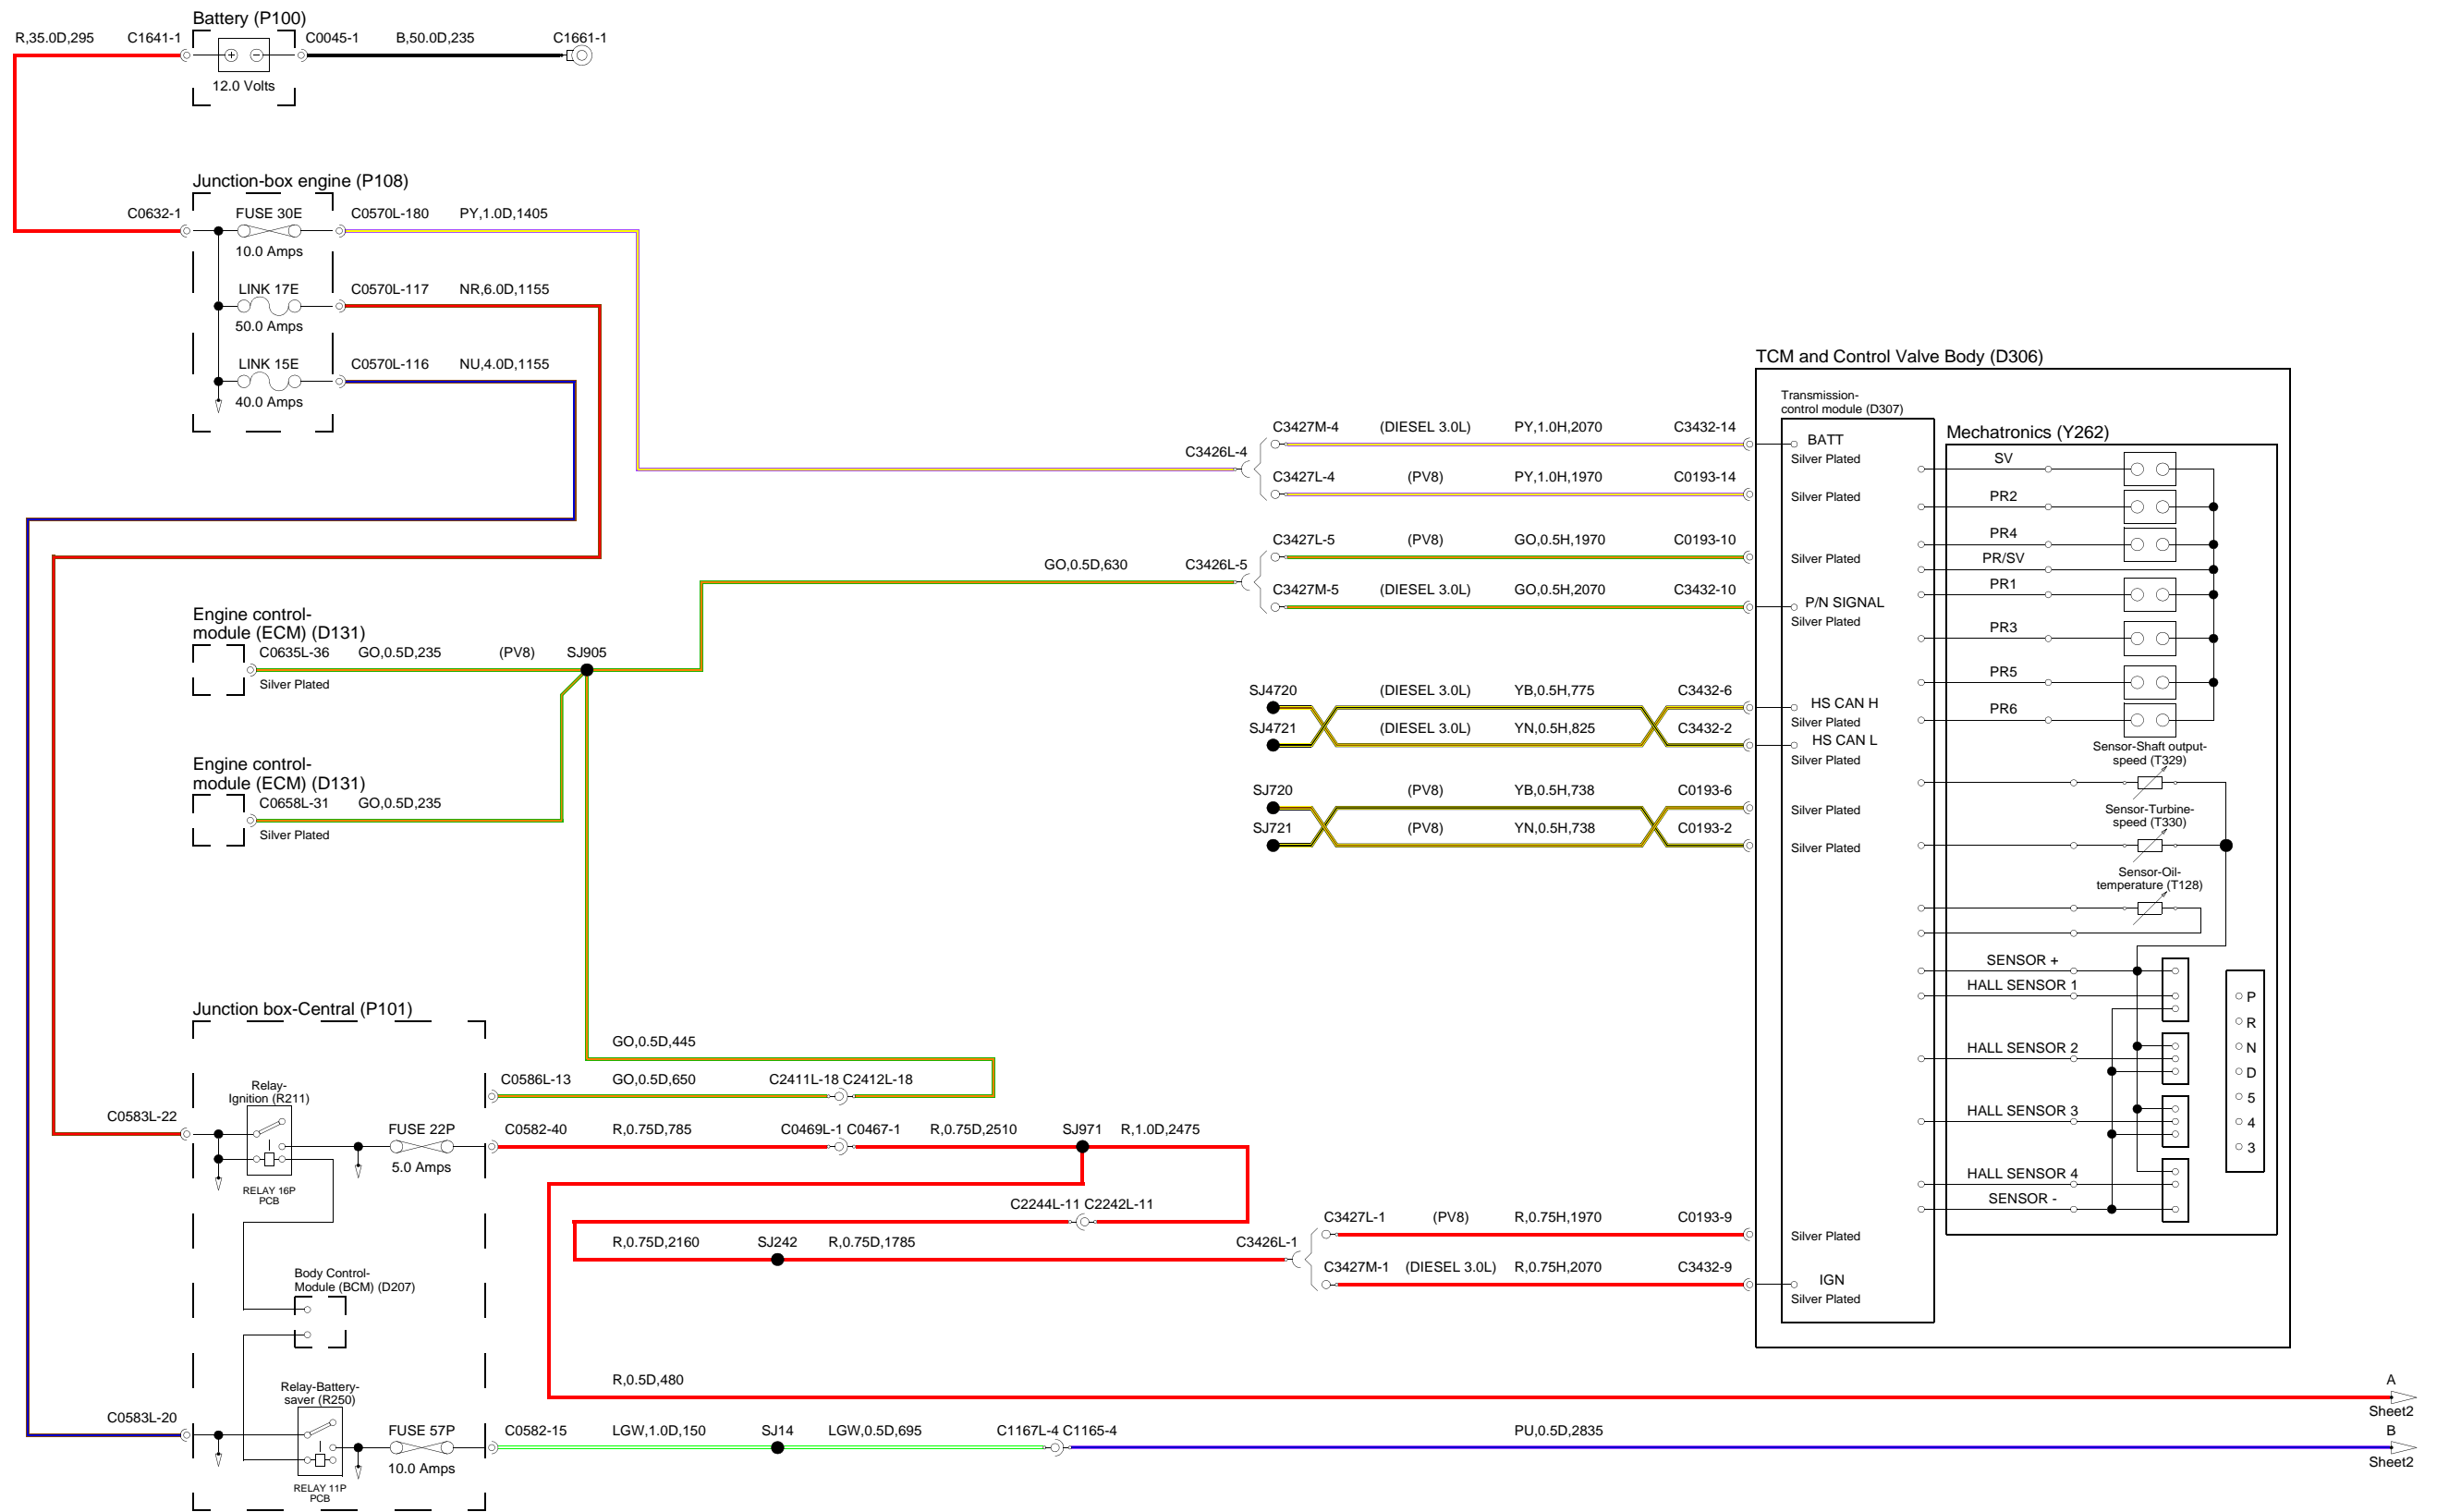 Battery (P100)
R,35.0D,295 C1641-1 C0045-1 B,50.0D,235 C1661-1
12.0 Volts
Junction-box engine (P108)
C0632-1 FUSE 30E C0570L-180 PY,1.0D,1405
10.0 Amps
LINK 17E C0570L-117 NR,6.0D,1155
50.0 Amps
LINK 15E C0570L-116 NU,4.0D,1155
40.0 Amps
TCM and Control Valve Body (D306)
Transmission-
control module (D307)
Mechatronics (Y262)
C3426L-4
C3427M-4 (DIESEL 3.0L) PY,1.0H,2070 C3432-14 BATT
Silver Plated
C3427L-4 (PV8) PY,1.0H,1970 C0193-14
Silver Plated
GO,0.5D,630 C3426L-5
C3427L-5 (PV8) GO,0.5H,1970 C0193-10
Silver Plated
C3427M-5 (DIESEL 3.0L) GO,0.5H,2070 C3432-10 P/N SIGNAL
Silver Plated
SV
PR2
PR4
PR/SV
PR1
PR3
PR5
PR6
Engine control-
module (ECM) (D131)
C0635L-36 GO,0.5D,235 (PV8) SJ905
Silver Plated
Engine control-
module (ECM) (D131)
C0658L-31 GO,0.5D,235
Silver Plated
SJ4720 (DIESEL 3.0L) YB,0.5H,775 C3432-6 HS CAN H
Silver Plated
SJ4721 (DIESEL 3.0L) YN,0.5H,825 C3432-2 HS CAN L
Silver Plated
SJ720 (PV8) YB,0.5H,738 C0193-6
Silver Plated
SJ721 (PV8) YN,0.5H,738 C0193-2
Silver Plated
Sensor-Shaft output-
speed (T329)
Sensor-Turbine-
speed (T330)
Sensor-Oil-
temperature (T128)
SENSOR +
HALL SENSOR 1
HALL SENSOR 2
HALL SENSOR 3
HALL SENSOR 4
SENSOR -
P
R
N
D
5
4
3
Junction box-Central (P101)
GO,0.5D,445
C0586L-13 GO,0.5D,650 C2411L-18 C2412L-18
Relay-
Ignition (R211)
C0583L-22 FUSE 22P C0582-40 R,0.75D,785 C0469L-1 C0467-1 R,0.75D,2510 SJ971 R,1.0D,2475
5.0 Amps
RELAY 16P
PCB
C2244L-11 C2242L-11
R,0.75D,2160 SJ242 R,0.75D,1785 C3426L-1
C3427L-1 (PV8) R,0.75H,1970 C0193-9
Silver Plated
C3427M-1 (DIESEL 3.0L) R,0.75H,2070 C3432-9 IGN
Silver Plated
Body Control-
Module (BCM) (D207)
R,0.5D,480 A
Sheet2
Relay-Battery-
saver (R250)
C0583L-20 FUSE 57P C0582-15 LGW,1.0D,150 SJ14 LGW,0.5D,695 C1167L-4 C1165-4 PU,0.5D,2835 B
10.0 Amps Sheet2
RELAY 11P
PCB